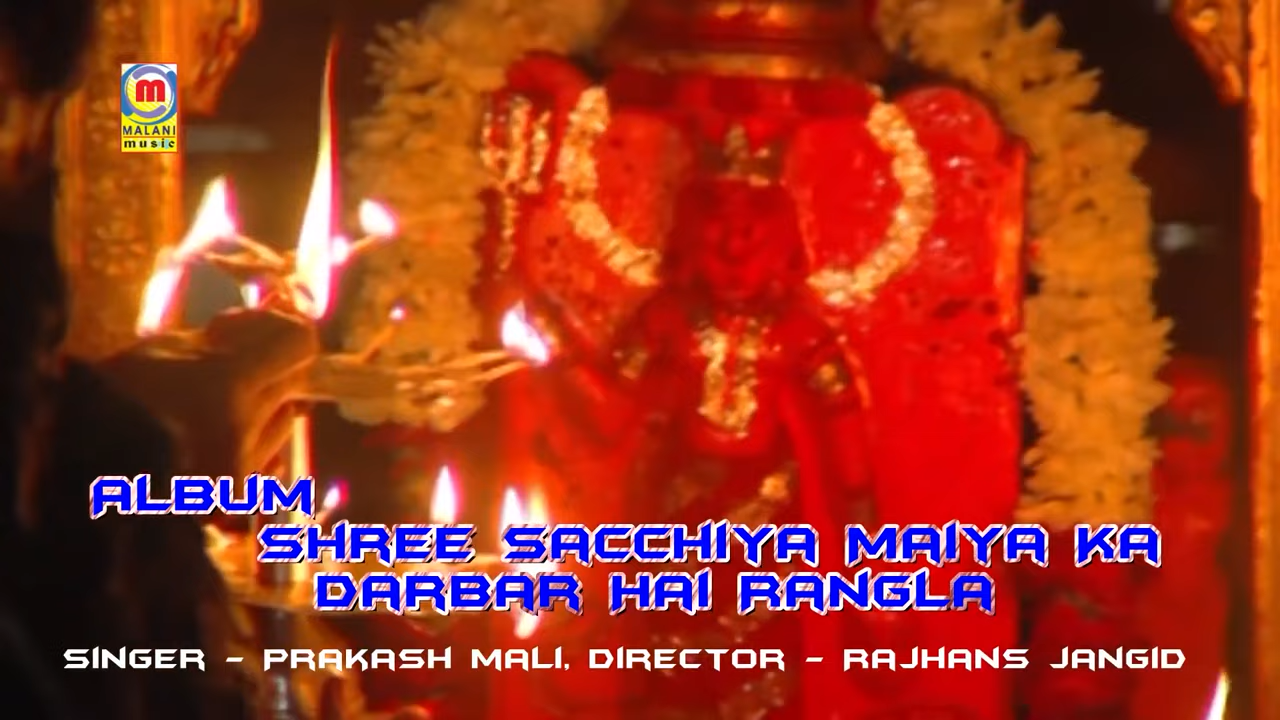 m
MALANI
music
ALBUM
SHREE SACCHIYA MAIYA KA
DARBAR HAI RANGLA
SINGER - PRAKASH MALI, DIRECTOR - RAJHANS JANGID